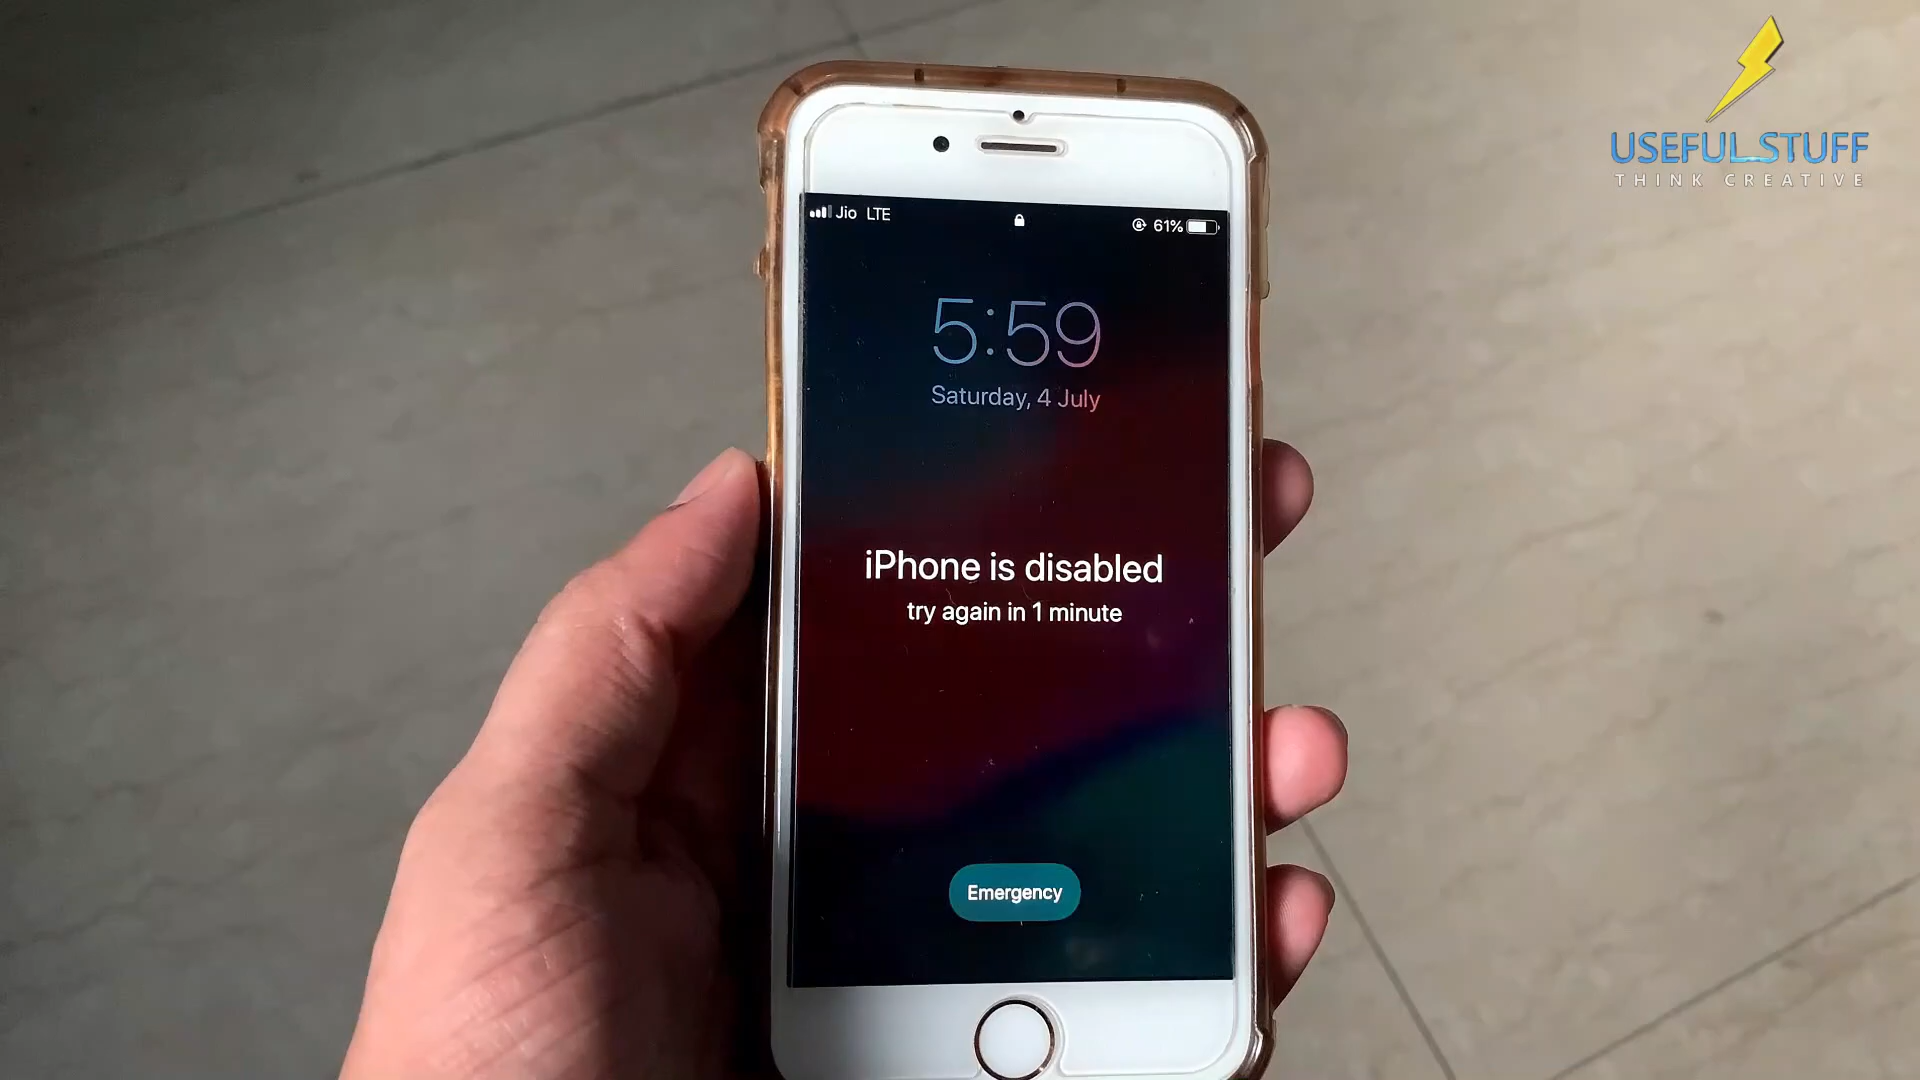 USEFUL STUFF
THINK CREATIVE
Jio LTE 61%
5:59
Saturday, 4 July
iPhone is disabled
try again in 1 minute
Emergency